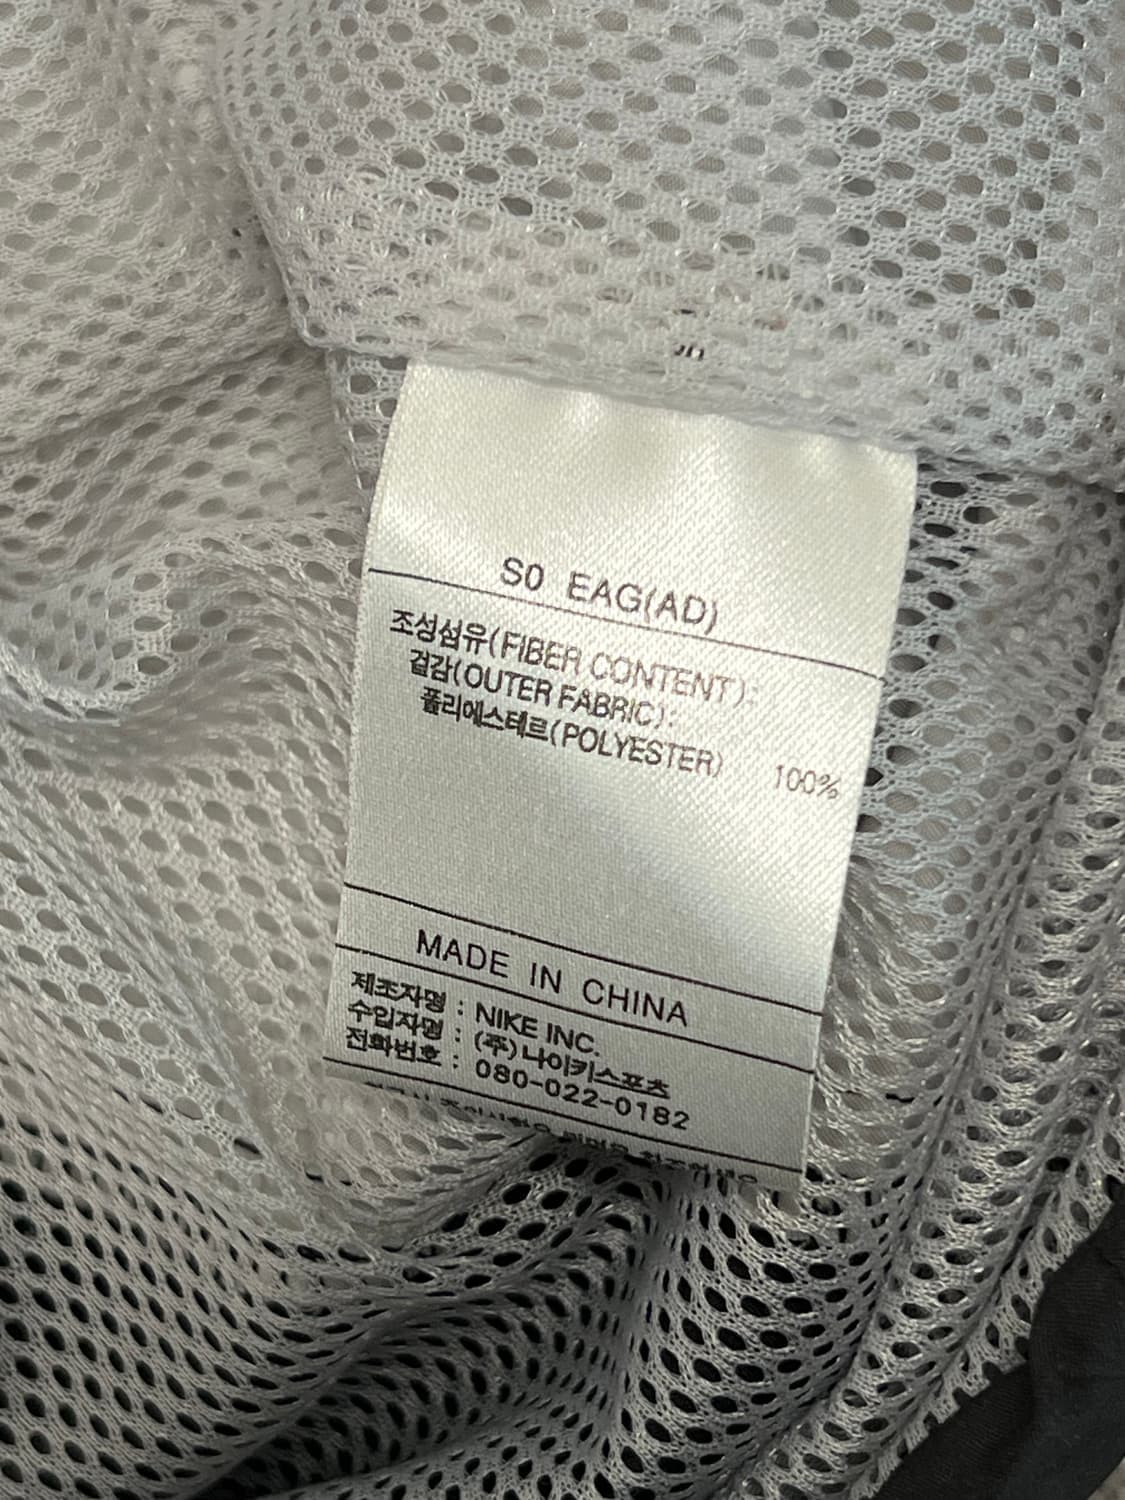 S0 EAG(AD)
조성섬유(FIBER CONTENT):
겉감(OUTER FABRIC):
폴리에스테르(POLYESTER) 100%
MADE IN CHINA
제조자명 : NIKE INC.
수입자명 : (주)나이키스포츠
전화번호 : 080-022-0182